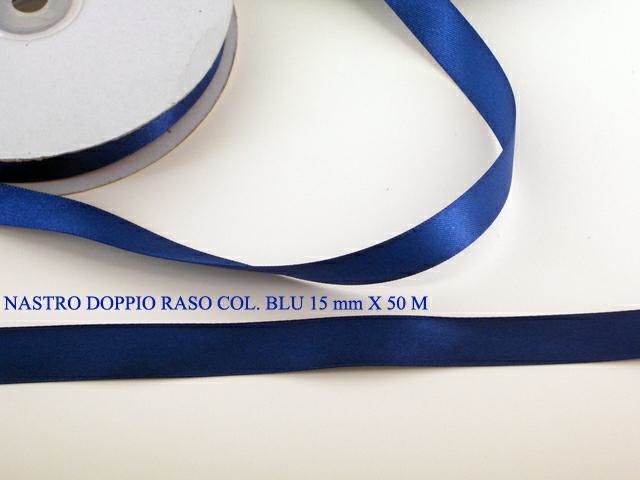 NASTRO DOPPIO RASO COL. BLU 15 mm X 50 M